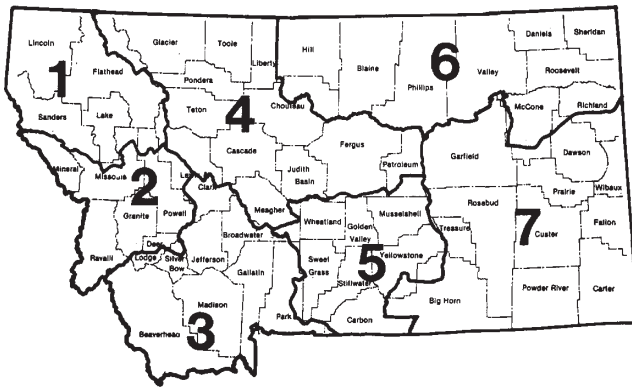 Lincoln
Flathead
1
Sanders
Lake
Glacier
Toole
Liberty
Pondera
Teton
4
Chouteau
Cascade
Fergus
Judith
Basin
Petroleum
Meagher
Hill
Blaine
6
Phillips
Valley
Daniels
Sheridan
Roosevelt
McCone
Richland
Mineral
Missoula
2
Granite
Powell
Ravalli
Deer
Lodge
Silver
Bow
Clark
Jefferson
Broadwater
Gallatin
Madison
3
Beaverhead
Park
Wheatland
Golden
Valley
Musselshell
Sweet
Grass
5
Yellowstone
Stillwater
Carbon
Garfield
Dawson
Prairie
Wibaux
Rosebud
Treasure
7
Custer
Fallon
Big Horn
Powder River
Carter